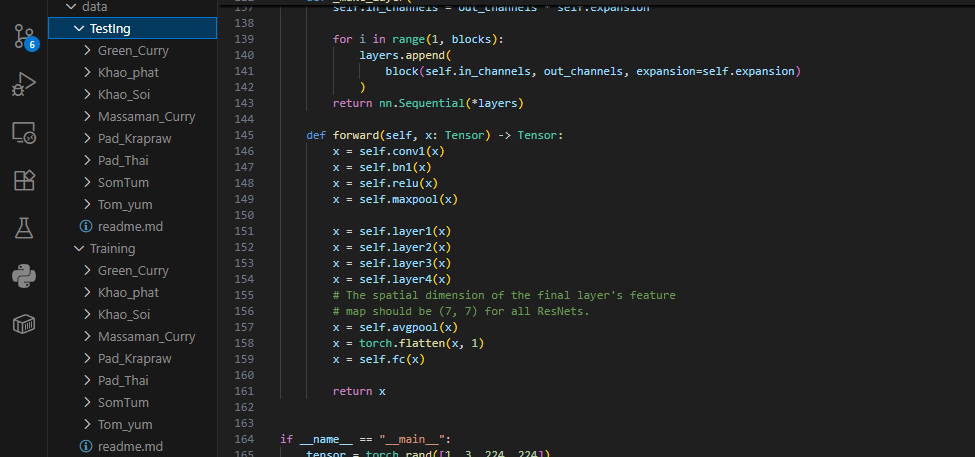 data
Testing
Green_Curry
Khao_phat
Khao_Soi
Massaman_Curry
Pad_Krapraw
Pad_Thai
SomTum
Tom_yum
readme.md
Training
Green_Curry
Khao_phat
Khao_Soi
Massaman_Curry
Pad_Krapraw
Pad_Thai
SomTum
Tom_yum
readme.md
6
137 self.in_channels = out_channels * self.expansion
138
139 for i in range(1, blocks):
140 layers.append(
141 block(self.in_channels, out_channels, expansion=self.expansion)
142 )
143 return nn.Sequential(*layers)
144
145 def forward(self, x: Tensor) -> Tensor:
146 x = self.conv1(x)
147 x = self.bn1(x)
148 x = self.relu(x)
149 x = self.maxpool(x)
150
151 x = self.layer1(x)
152 x = self.layer2(x)
153 x = self.layer3(x)
154 x = self.layer4(x)
155 # The spatial dimension of the final layer's feature
156 # map should be (7, 7) for all ResNets.
157 x = self.avgpool(x)
158 x = torch.flatten(x, 1)
159 x = self.fc(x)
160
161 return x
162
163
164 if __name__ == "__main__":
165 tensor = torch.rand([1, 3, 224, 224])